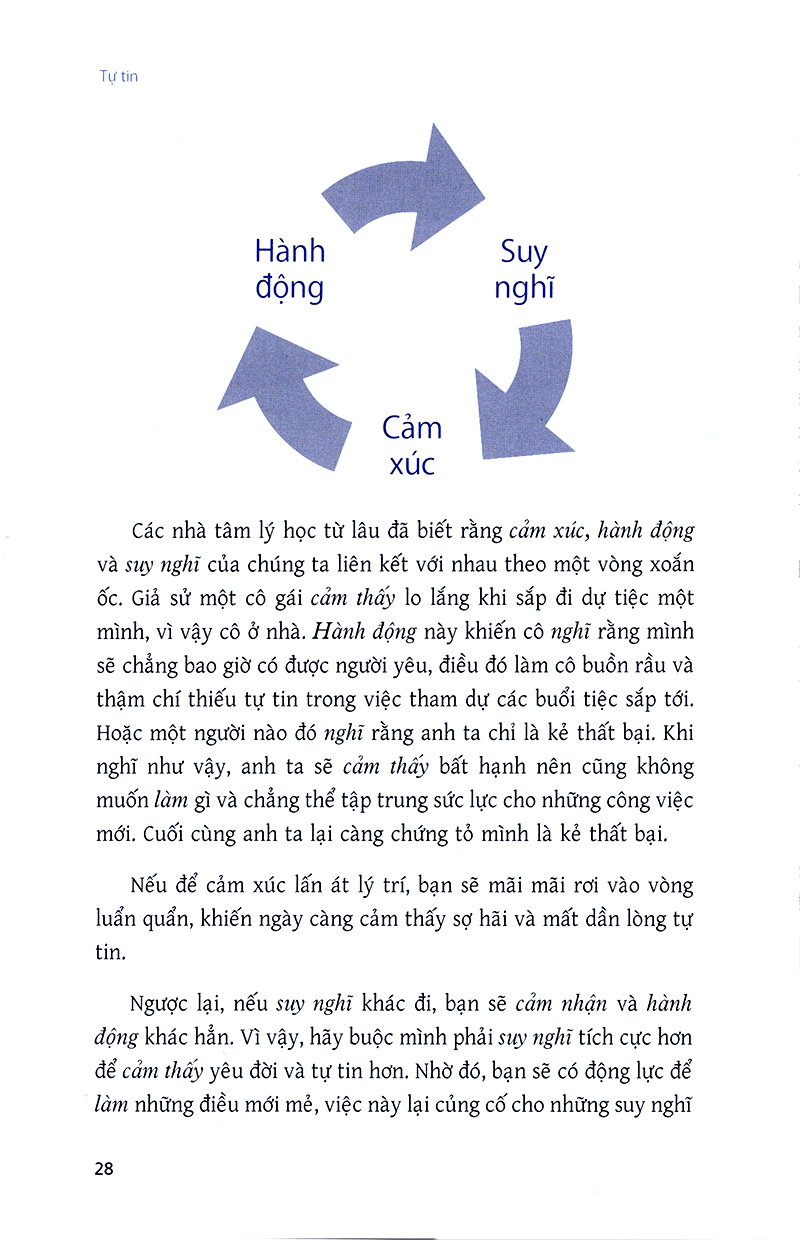 Tự tin
Hành
động
Suy
nghĩ
Cảm
xúc
Các nhà tâm lý học từ lâu đã biết rằng cảm xúc, hành động
và suy nghĩ của chúng ta liên kết với nhau theo một vòng xoắn
ốc. Giả sử một cô gái cảm thấy lo lắng khi sắp đi dự tiệc một
mình, vì vậy cô ở nhà. Hành động này khiến cô nghĩ rằng mình
sẽ chẳng bao giờ có được người yêu, điều đó làm cô buồn rầu và
thậm chí thiếu tự tin trong việc tham dự các buổi tiệc sắp tới.
Hoặc một người nào đó nghĩ rằng anh ta chỉ là kẻ thất bại. Khi
nghĩ như vậy, anh ta sẽ cảm thấy bất hạnh nên cũng không
muốn làm gì và chẳng thể tập trung sức lực cho những công việc
mới. Cuối cùng anh ta lại càng chứng tỏ mình là kẻ thất bại.
Nếu để cảm xúc lấn át lý trí, bạn sẽ mãi mãi rơi vào vòng
luẩn quẩn, khiến ngày càng cảm thấy sợ hãi và mất dần lòng tự
tin.
Ngược lại, nếu suy nghĩ khác đi, bạn sẽ cảm nhận và hành
động khác hẳn. Vì vậy, hãy buộc mình phải suy nghĩ tích cực hơn
để cảm thấy yêu đời và tự tin hơn. Nhờ đó, bạn sẽ có động lực để
làm những điều mới mẻ, việc này lại củng cố cho những suy nghĩ
28